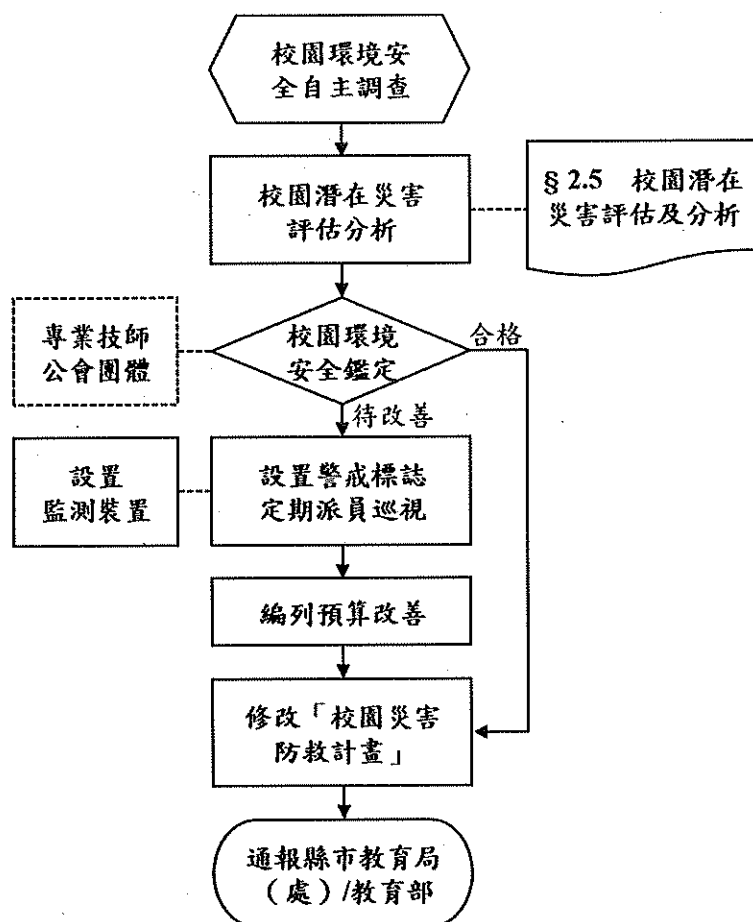 校園環境安
全自主調查
校園潛在災害
評估分析
§ 2.5 校園潛在
災害評估及分析
專業技師
公會團體
校園環境
安全鑑定
合格
待改善
設置
監測裝置
設置警戒標誌
定期派員巡視
編列預算改善
修改「校園災害
防救計畫」
通報縣市教育局
（處）/教育部